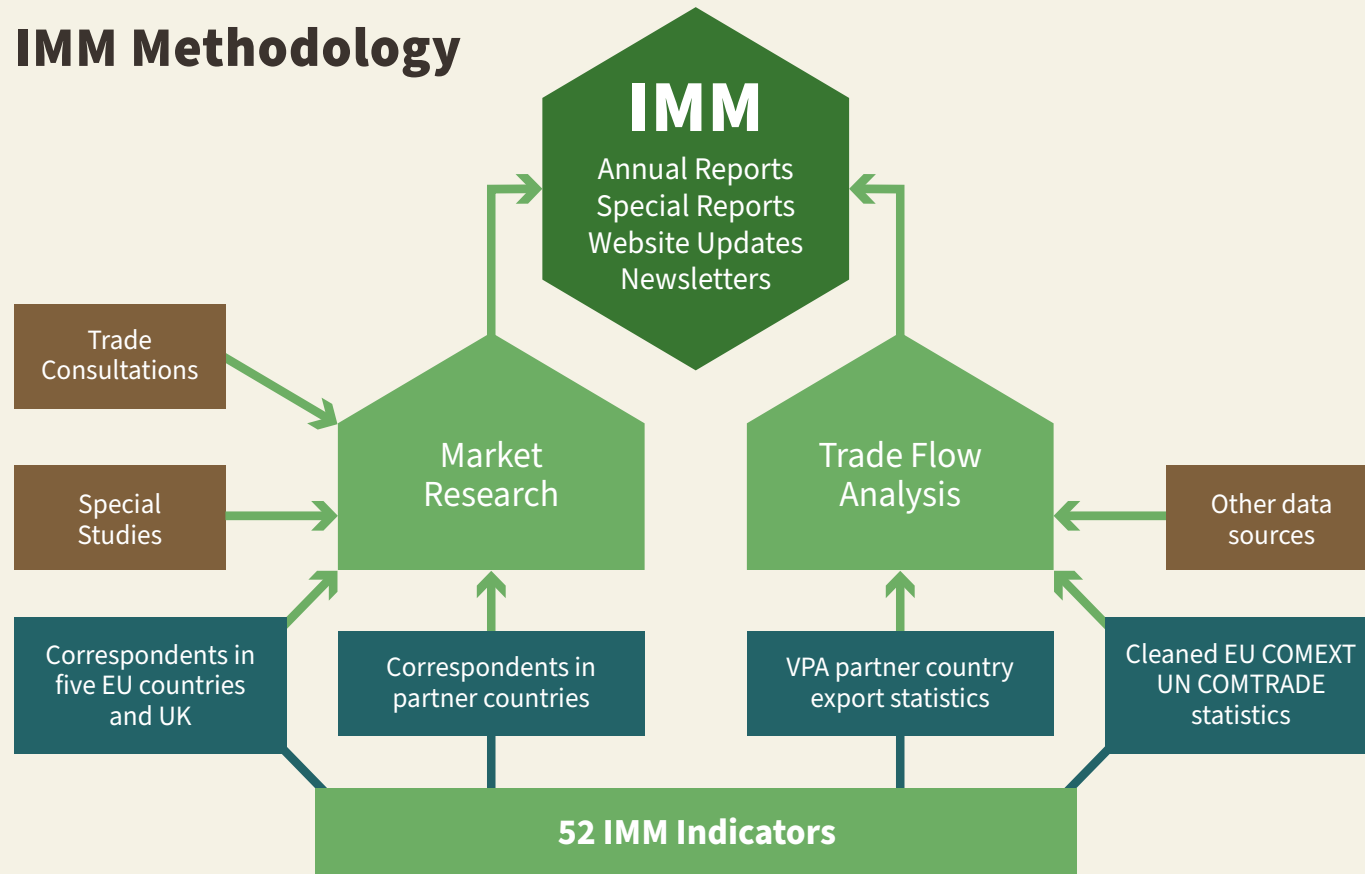 IMM Methodology
IMM
Annual Reports
Special Reports
Website Updates
Newsletters
Trade
Consultations
Special
Studies
Market
Research
Trade Flow
Analysis
Other data
sources
Correspondents in
five EU countries
and UK
Correspondents in
partner countries
VPA partner country
export statistics
Cleaned EU COMEXT
UN COMTRADE
statistics
52 IMM Indicators